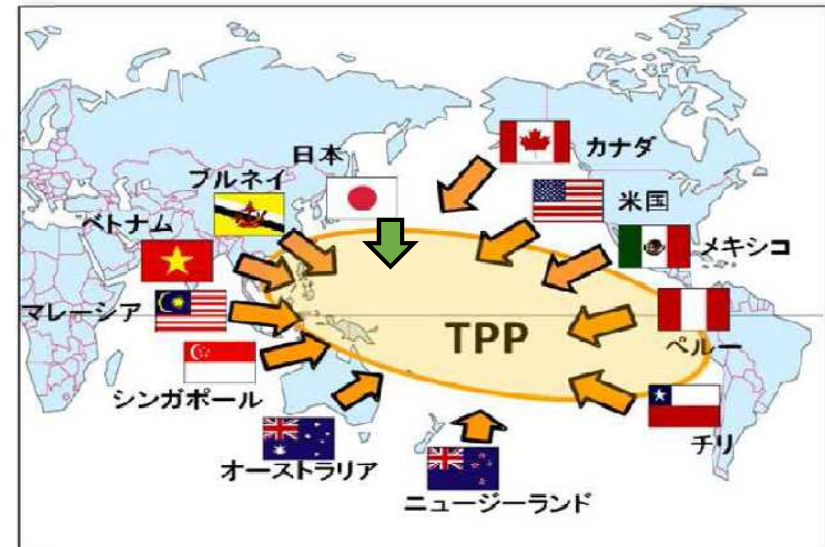 カナダ
日本
米国
ブルネイ
ベトナム
メキシコ
マレーシア
TPP
ペルー
シンガポール
チリ
オーストラリア
ニュージーランド